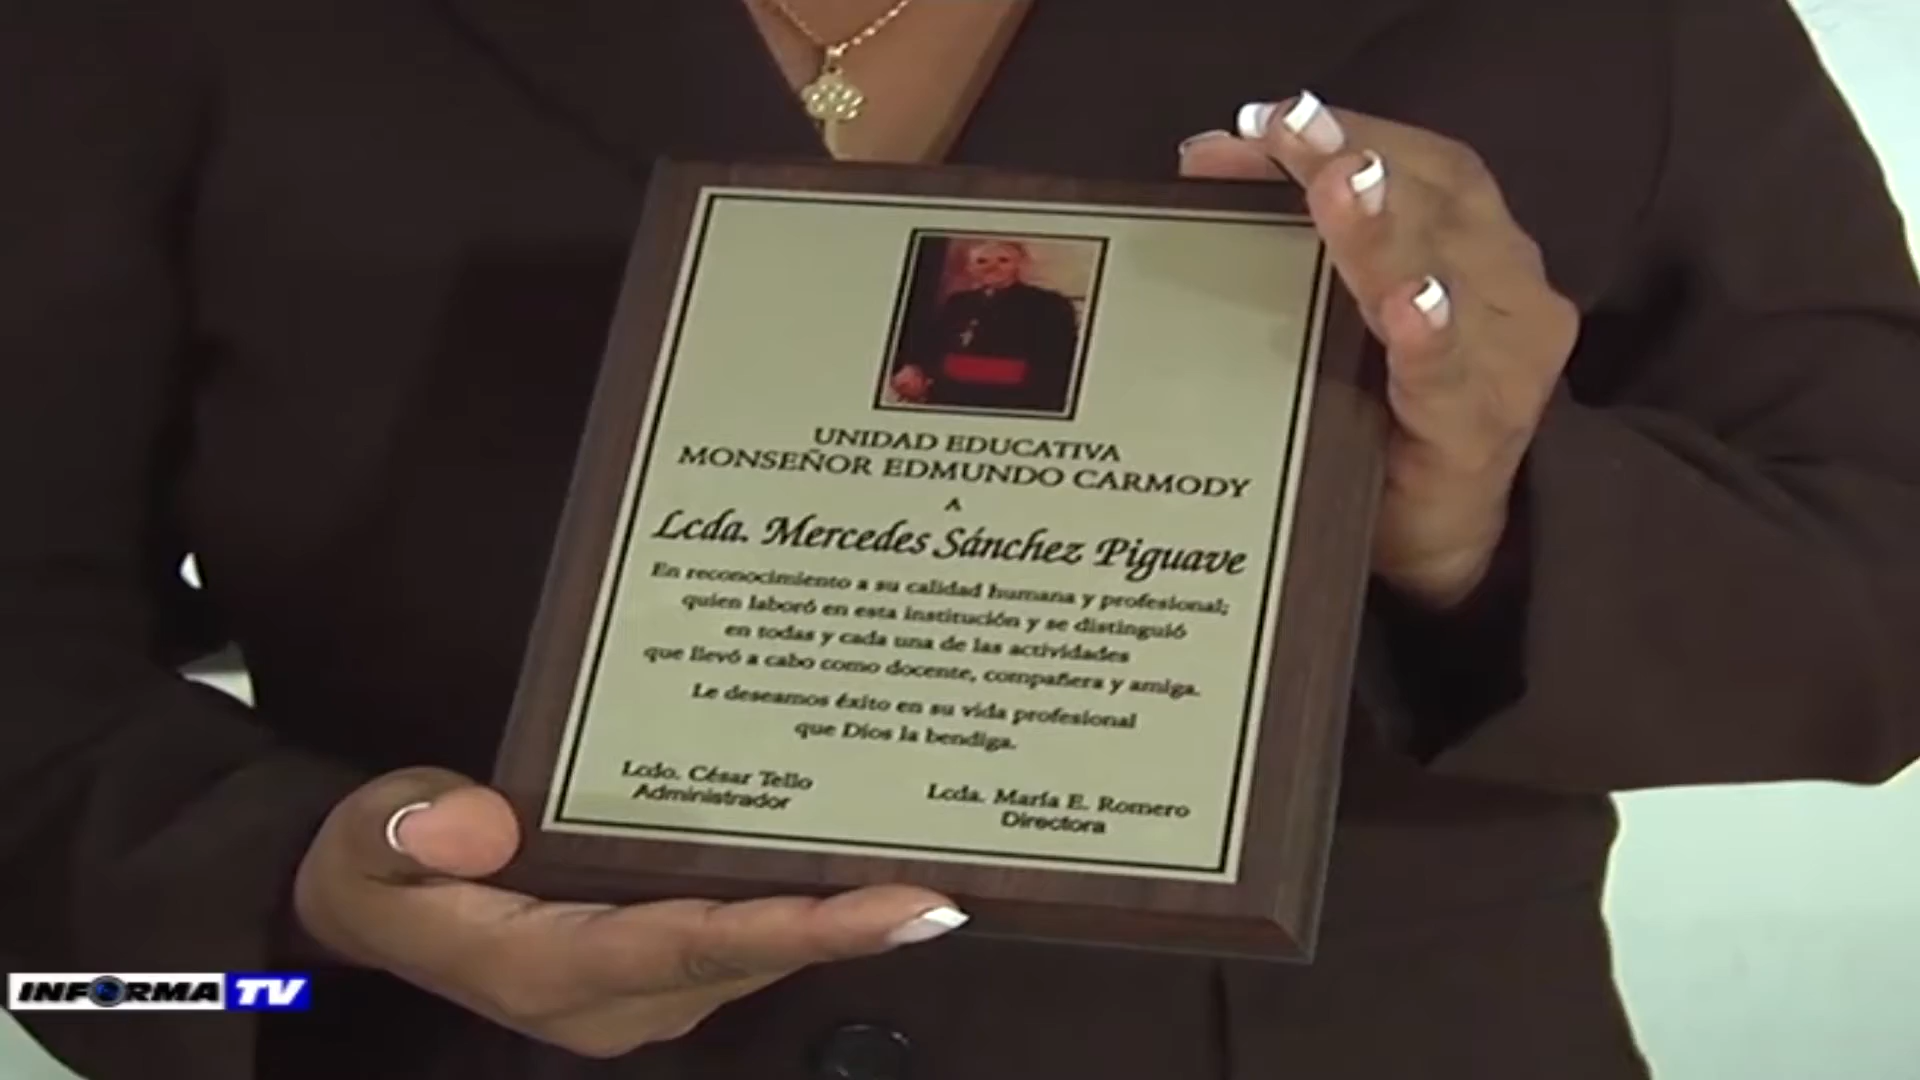 UNIDAD EDUCATIVA
MONSEÑOR EDMUNDO CARMODY
A
Lcda. Mercedes Sánchez Piguave
En reconocimiento a su calidad humana y profesional;
quien laboró en esta institución y se distinguió
en todas y cada una de las actividades
que llevó a cabo como docente, compañera y amiga.
Le deseamos éxito en su vida profesional
que Dios la bendiga.
Lcdo. César Tello
Administrador
Lcda. María E. Romero
Directora
INFORMA TV